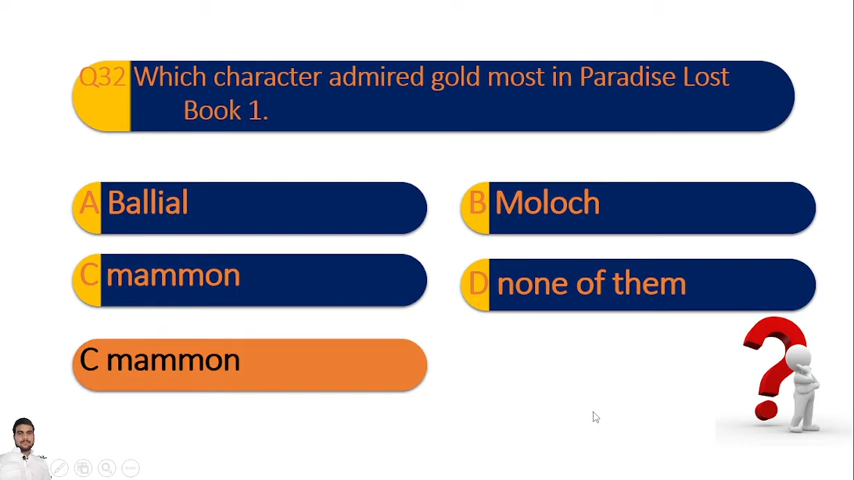 Q32 Which character admired gold most in Paradise Lost
Book 1.
A Ballial
B Moloch
C mammon
D none of them
C mammon